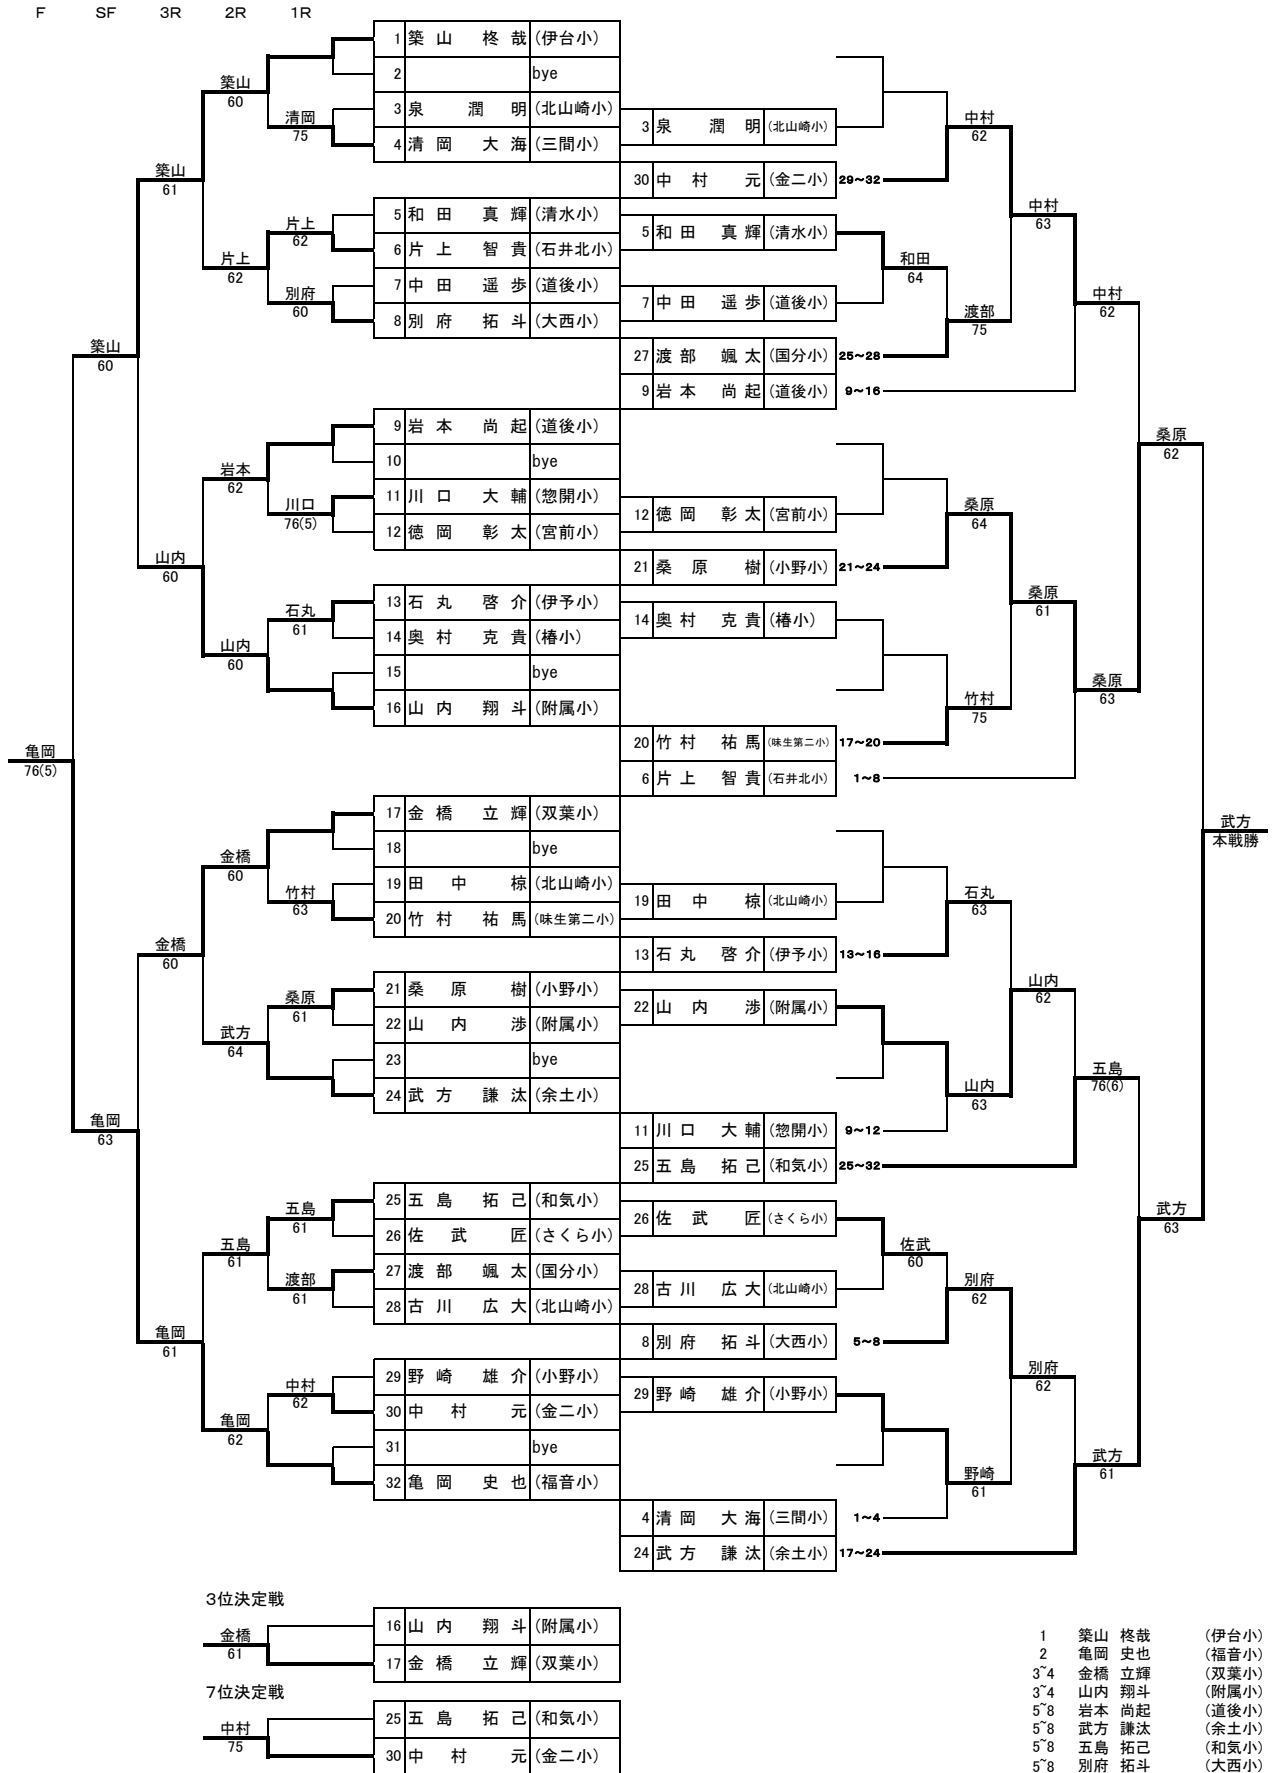 F SF 3R 2R 1R
1 築山 柊哉 (伊台小)
2 bye
3 泉 潤明 (北山崎小)
4 清岡 大海 (三間小)
5 和田 真輝 (清水小)
6 片上 智貴 (石井北小)
7 中田 遥歩 (道後小)
8 別府 拓斗 (大西小)
9 岩本 尚起 (道後小)
10 bye
11 川口 大輔 (惣開小)
12 徳岡 彰太 (宮前小)
13 石丸 啓介 (伊予小)
14 奥村 克貴 (椿小)
15 bye
16 山内 翔斗 (附属小)
17 金橋 立輝 (双葉小)
18 bye
19 田中 椋 (北山崎小)
20 竹村 祐馬 (味生第二小)
21 桑原 樹 (小野小)
22 山内 渉 (附属小)
23 bye
24 武方 謙汰 (余土小)
25 五島 拓己 (和気小)
26 佐武 匠 (さくら小)
27 渡部 颯太 (国分小)
28 古川 広大 (北山崎小)
29 野崎 雄介 (小野小)
30 中村 元 (金二小)
31 bye
32 亀岡 史也 (福音小)
清岡
75
片上
62
別府
60
川口
76(5)
石丸
61
竹村
63
桑原
61
五島
61
渡部
61
中村
62
築山
60
片上
62
岩本
62
山内
60
金橋
60
武方
64
五島
61
亀岡
62
築山
61
山内
60
金橋
60
亀岡
61
築山
60
亀岡
63
亀岡
76(5)
3 泉 潤明 (北山崎小)
30 中村 元 (金二小) 29~32
5 和田 真輝 (清水小)
7 中田 遥歩 (道後小)
27 渡部 颯太 (国分小) 25~28
9 岩本 尚起 (道後小) 9~16
12 徳岡 彰太 (宮前小)
21 桑原 樹 (小野小) 21~24
14 奥村 克貴 (椿小)
20 竹村 祐馬 (味生第二小) 17~20
6 片上 智貴 (石井北小) 1~8
19 田中 椋 (北山崎小)
13 石丸 啓介 (伊予小) 13~16
22 山内 渉 (附属小)
11 川口 大輔 (惣開小) 9~12
25 五島 拓己 (和気小) 25~32
26 佐武 匠 (さくら小)
28 古川 広大 (北山崎小)
8 別府 拓斗 (大西小) 5~8
29 野崎 雄介 (小野小)
4 清岡 大海 (三間小) 1~4
24 武方 謙汰 (余土小) 17~24
和田
64
佐武
60
中村
62
渡部
75
桑原
64
竹村
75
石丸
63
山内
63
別府
62
野崎
61
中村
63
桑原
61
山内
62
別府
62
中村
62
桑原
63
五島
76(6)
武方
61
桑原
62
武方
63
武方
本戦勝
3位決定戦
16 山内 翔斗 (附属小)
17 金橋 立輝 (双葉小)
金橋
61
7位決定戦
25 五島 拓己 (和気小)
30 中村 元 (金二小)
中村
75
1 築山 柊哉 (伊台小)
2 亀岡 史也 (福音小)
3~4 金橋 立輝 (双葉小)
3~4 山内 翔斗 (附属小)
5~8 岩本 尚起 (道後小)
5~8 武方 謙汰 (余土小)
5~8 五島 拓己 (和気小)
5~8 別府 拓斗 (大西小)